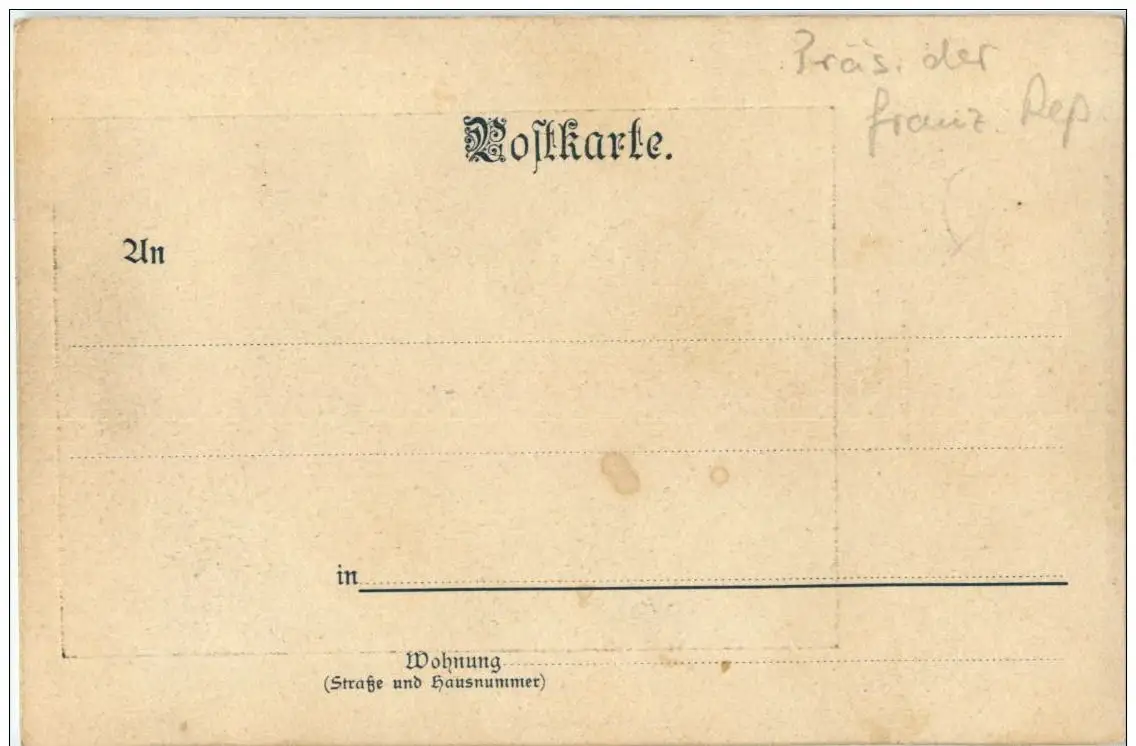 Präs. der
franz. Rep.
Postkarte.
An
in
Wohnung
(Straße und Hausnummer)